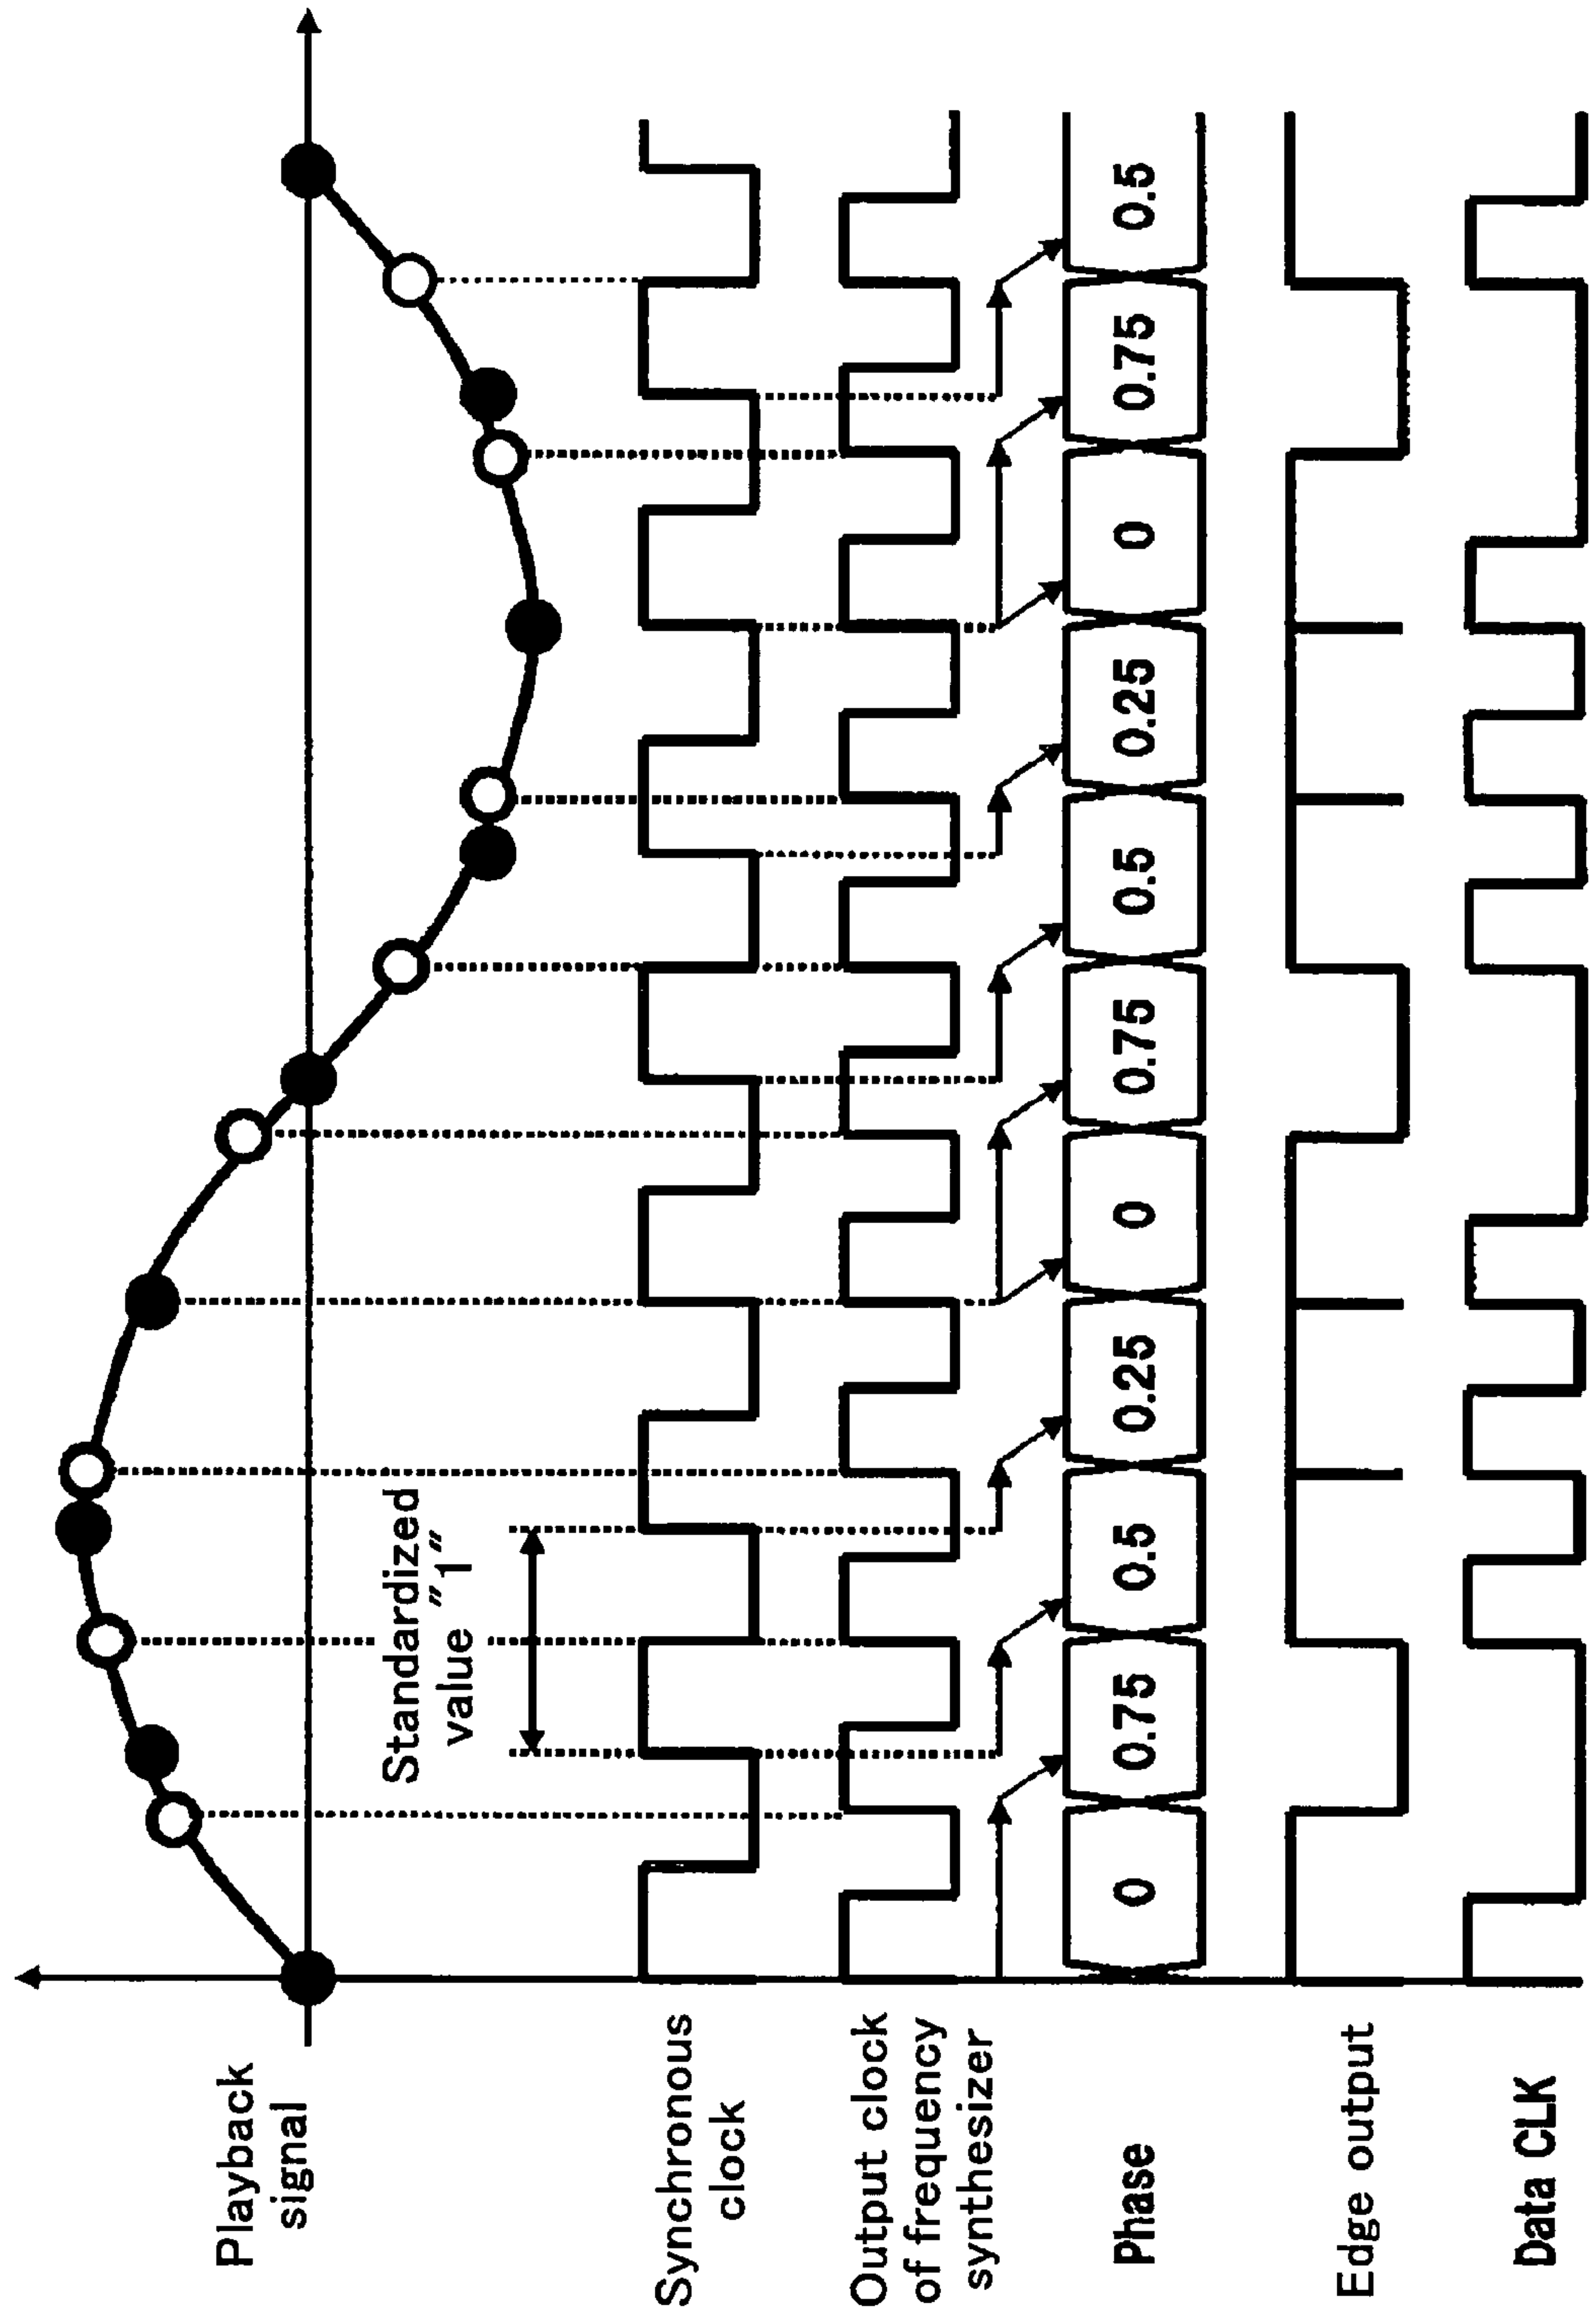 Playback
signal
Standardized
value "1"
Synchronous
clock
Output clock
of frequency
synthesizer
Phase
0
0.75
0.5
0.25
0
0.75
0.5
0.25
0
0.75
0.5
Edge output
Data CLK